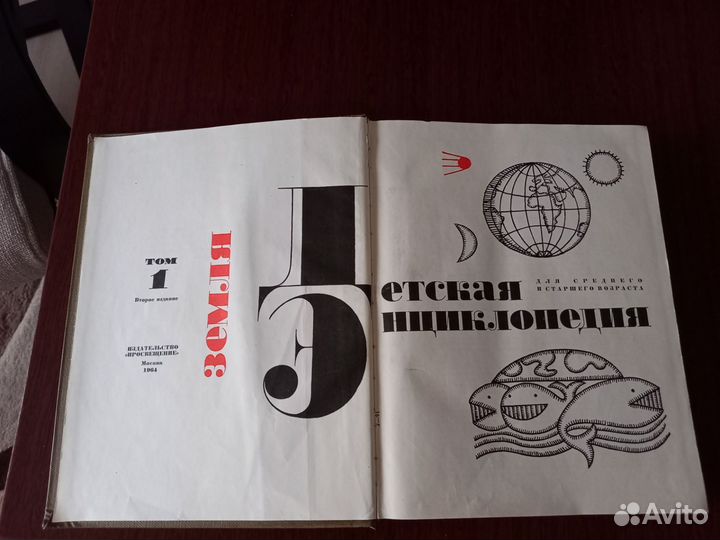 ТОМ
1
Второе издание
ИЗДАТЕЛЬСТВО
«ПРОСВЕЩЕНИЕ»
Москва
1964
ЗЕМЛЯ
ДЛЯ СРЕДНЕГО
И СТАРШЕГО ВОЗРАСТА
Детская
Энциклопедия
Avito